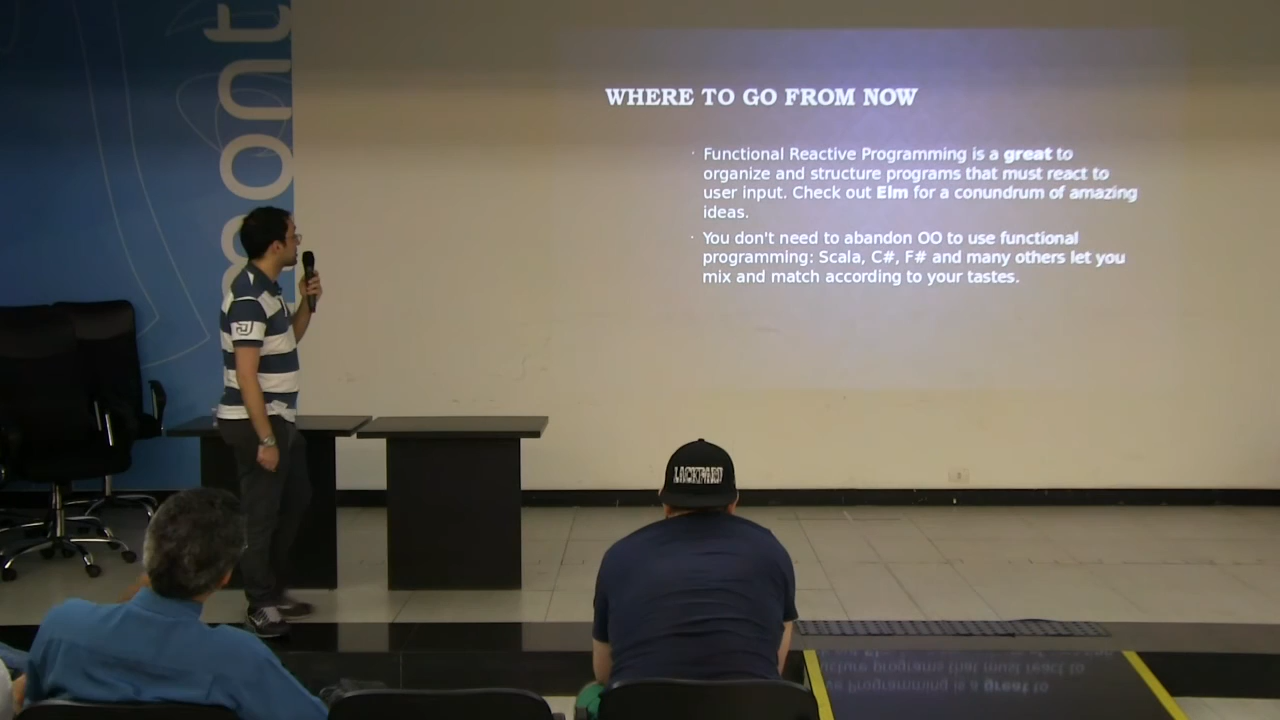 mont
WHERE TO GO FROM NOW
· Functional Reactive Programming is a great to
organize and structure programs that must react to
user input. Check out Elm for a conundrum of amazing
ideas.
· You don't need to abandon OO to use functional
programming: Scala, C#, F# and many others let you
mix and match according to your tastes.